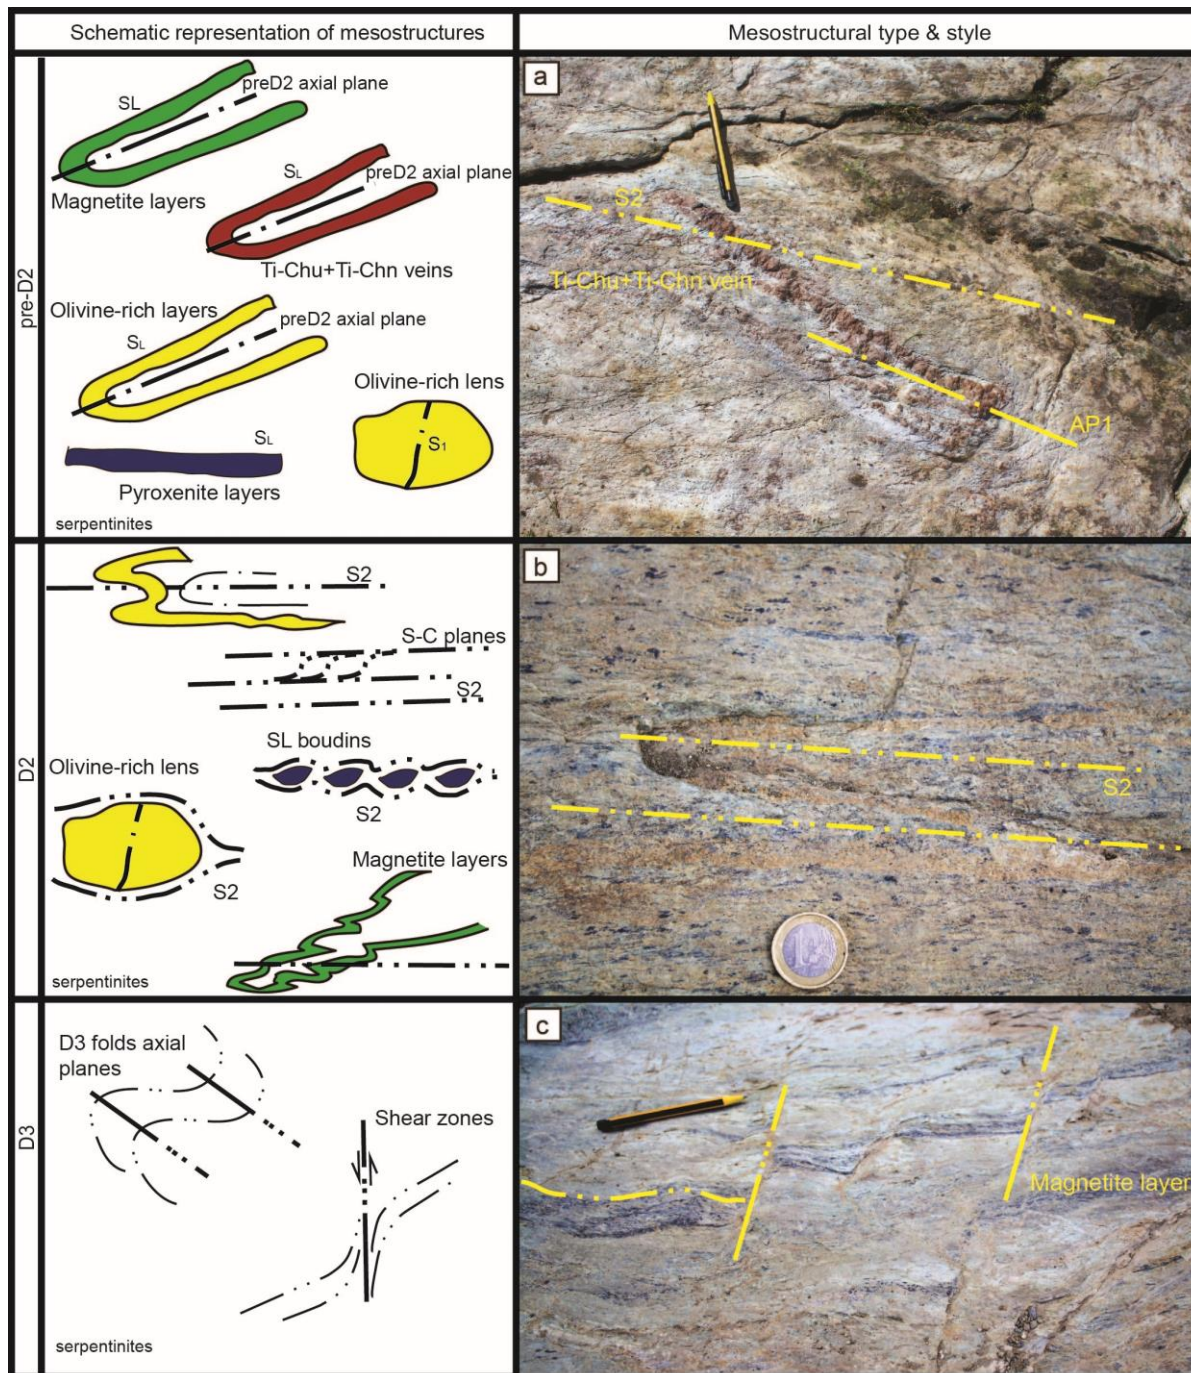 Schematic representation of mesostructures
Mesostructural type & style
pre-D2
SL
preD2 axial plane
Magnetite layers
SL
preD2 axial plane
Ti-Chu+Ti-Chn veins
Olivine-rich layers
SL
preD2 axial plane
Olivine-rich lens
S1
SL
Pyroxenite layers
serpentinites
a
S2
Ti-Chu+Ti-Chn vein
AP1
D2
S2
S-C planes
S2
SL boudins
S2
Olivine-rich lens
S2
Magnetite layers
serpentinites
b
S2
1
D3
D3 folds axial
planes
Shear zones
serpentinites
c
Magnetite layer